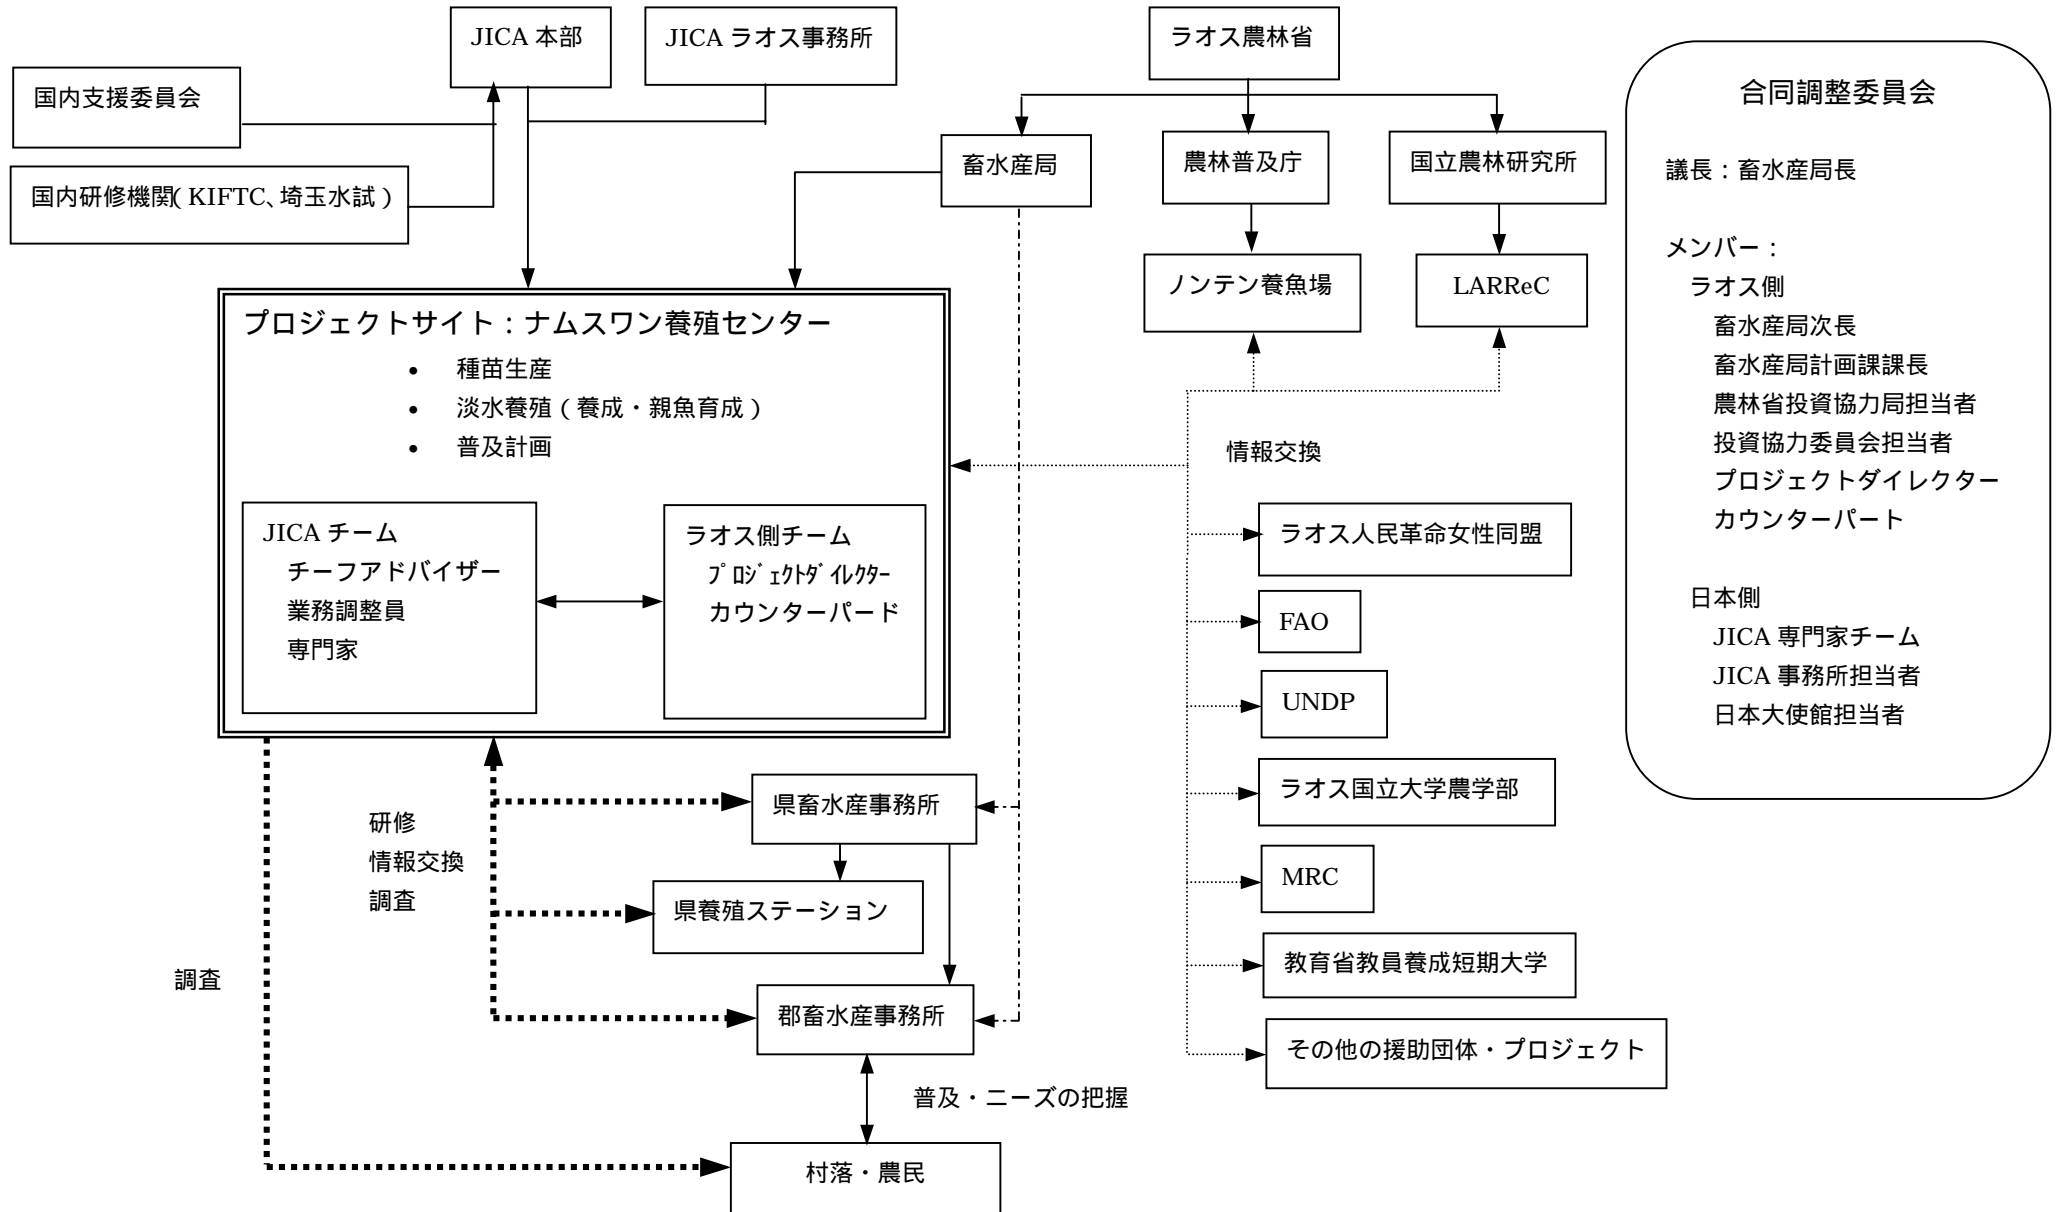 JICA 本部
JICA ラオス事務所
ラオス農林省
国内支援委員会
国内研修機関( KIFTC、埼玉水試 )
畜水産局
農林普及庁
国立農林研究所
ノンテン養魚場
LARReC
プロジェクトサイト：ナムスワン養殖センター
• 種苗生産
• 淡水養殖（養成・親魚育成）
• 普及計画
JICA チーム
チーフアドバイザー
業務調整員
専門家
ラオス側チーム
ﾌﾟﾛｼﾞｪｸﾄﾀﾞｲﾚｸﾀｰ
カウンターパード
情報交換
ラオス人民革命女性同盟
FAO
UNDP
ラオス国立大学農学部
MRC
教育省教員養成短期大学
その他の援助団体・プロジェクト
研修
情報交換
調査
調査
県畜水産事務所
県養殖ステーション
郡畜水産事務所
普及・ニーズの把握
村落・農民
合同調整委員会
議長：畜水産局長
メンバー：
ラオス側
畜水産局次長
畜水産局計画課課長
農林省投資協力局担当者
投資協力委員会担当者
プロジェクトダイレクター
カウンターパート
日本側
JICA 専門家チーム
JICA 事務所担当者
日本大使館担当者